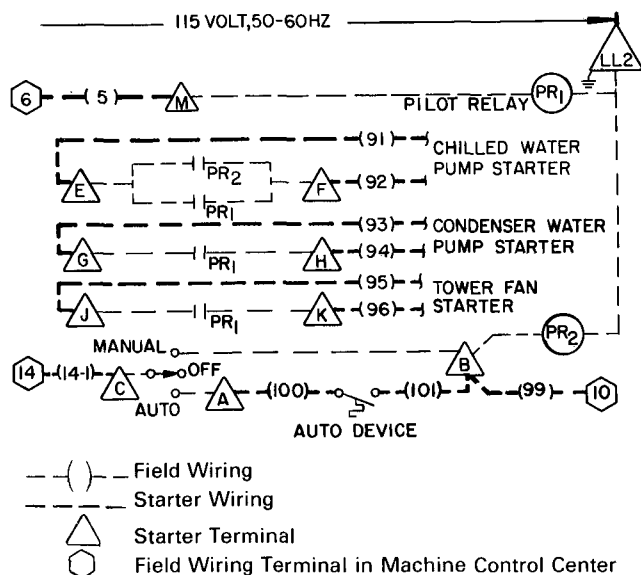 115 VOLT,50-60HZ
LL2
6 (5) M PR1
PILOT RELAY
(91)
CHILLED WATER
PUMP STARTER
E PR2 F (92)
PR1
(93)
CONDENSER WATER
PUMP STARTER
G PR1 H (94)
(95)
TOWER FAN
STARTER
J PR1 K (96)
PR2
MANUAL
B
14 (14-1) C OFF
AUTO A (100) (101) (99) 10
AUTO DEVICE
( ) Field Wiring
Starter Wiring
Starter Terminal
Field Wiring Terminal in Machine Control Center